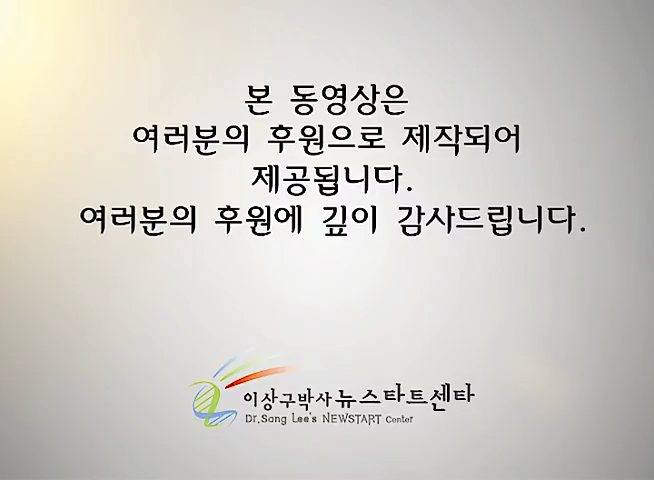 본 동영상은
여러분의 후원으로 제작되어
제공됩니다.
여러분의 후원에 깊이 감사드립니다.
이상구박사 뉴스타트센타
Dr.Sang Lee's NEWSTART Center